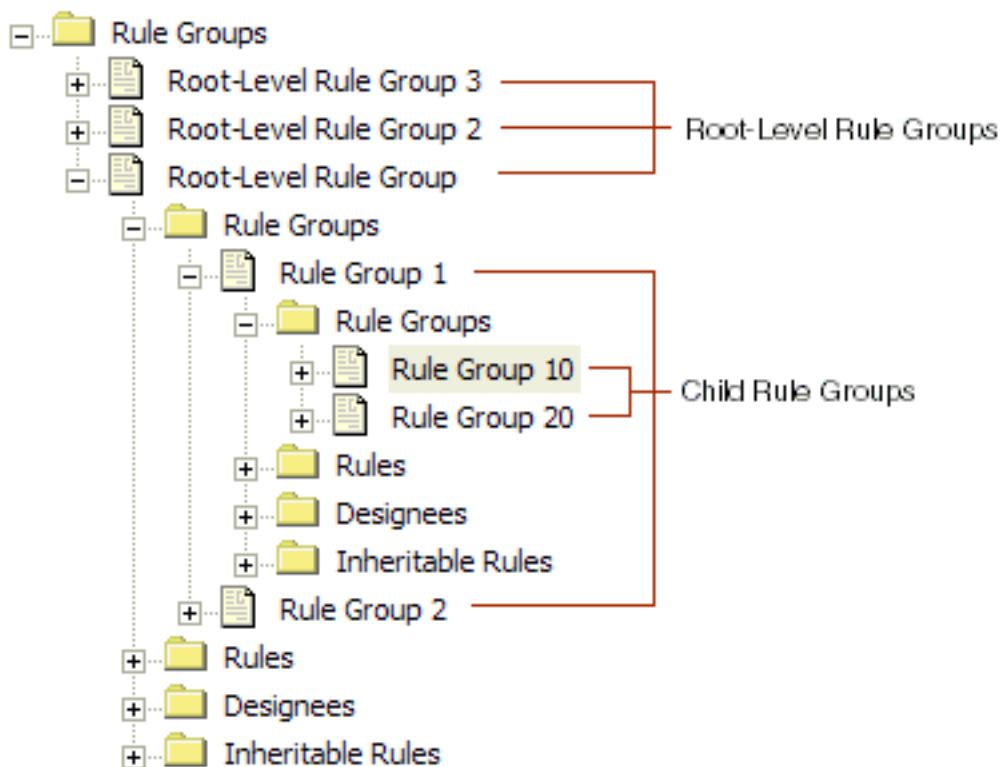 Rule Groups
Root-Level Rule Group 3
Root-Level Rule Group 2
Root-Level Rule Groups
Root-Level Rule Group
Rule Groups
Rule Group 1
Rule Groups
Rule Group 10
Child Rule Groups
Rule Group 20
Rules
Designees
Inheritable Rules
Rule Group 2
Rules
Designees
Inheritable Rules